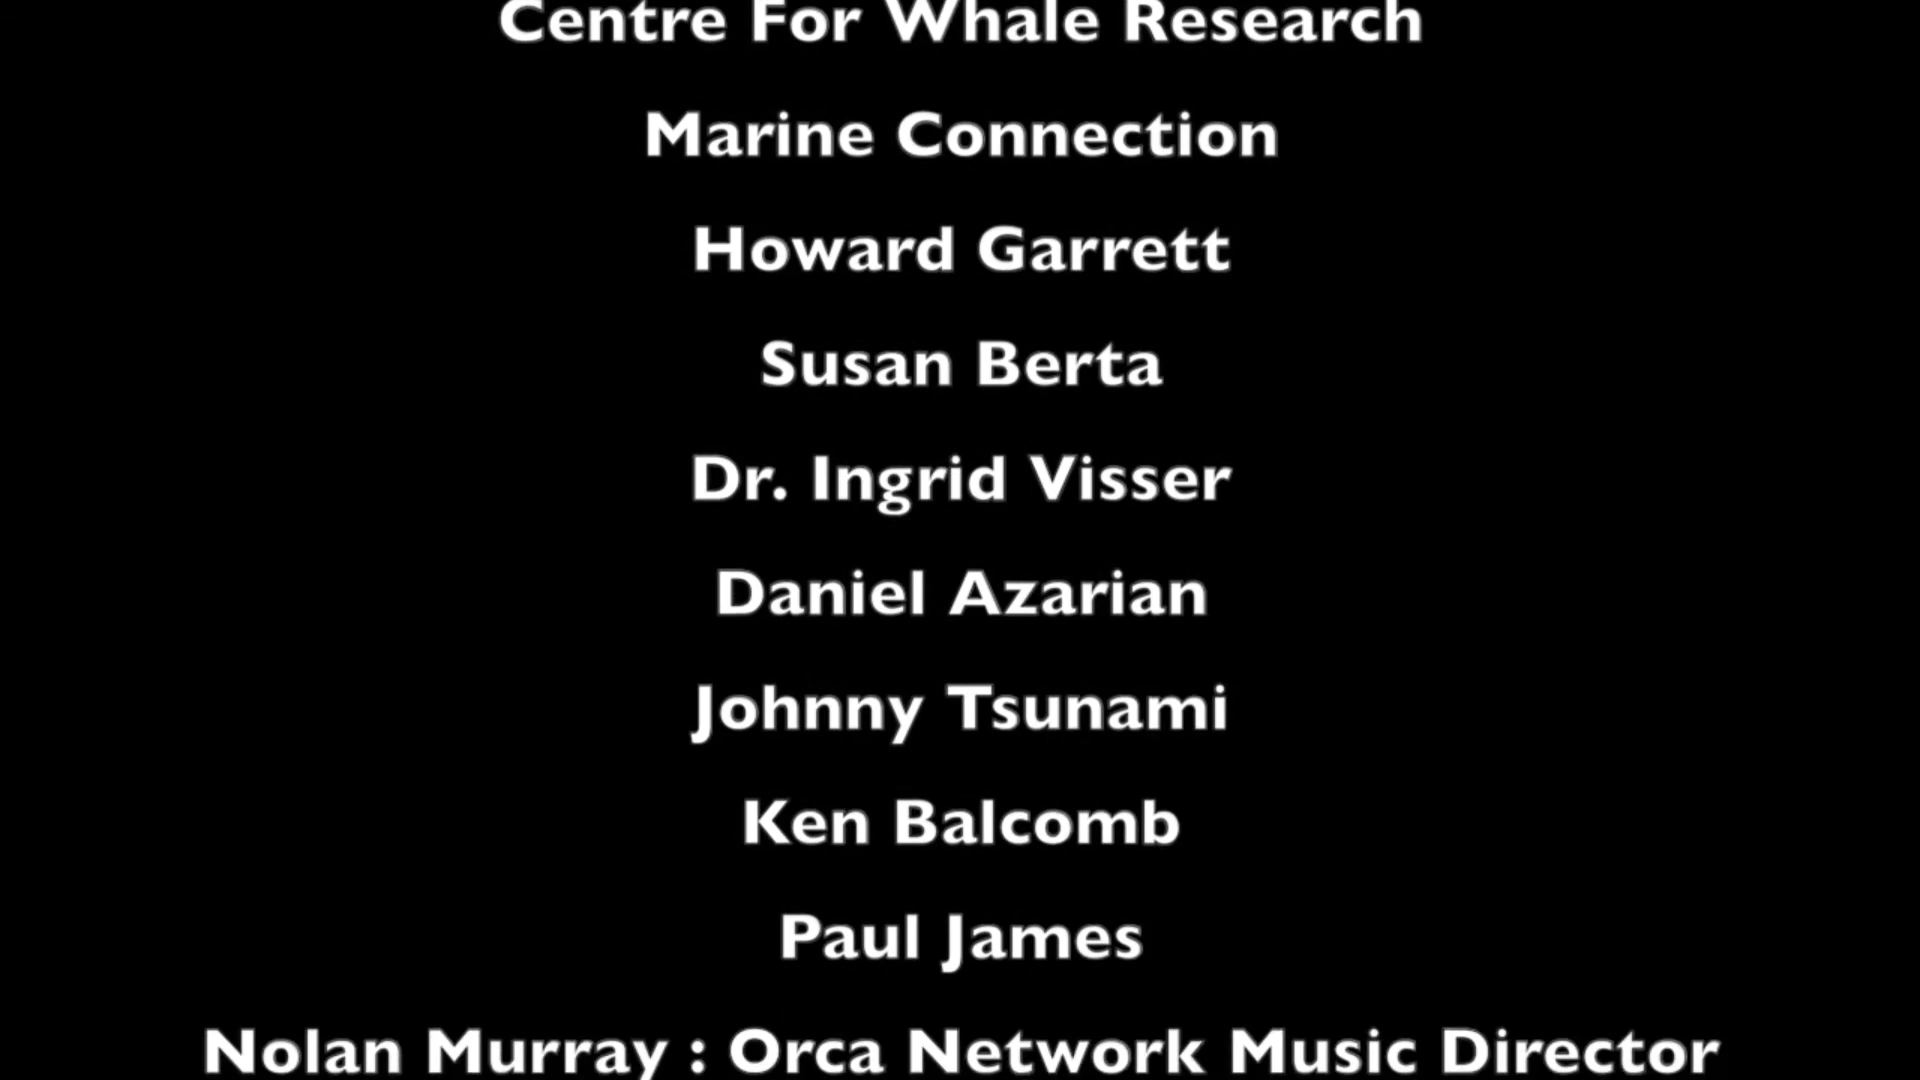 Centre For Whale Research
Marine Connection
Howard Garrett
Susan Berta
Dr. Ingrid Visser
Daniel Azarian
Johnny Tsunami
Ken Balcomb
Paul James
Nolan Murray : Orca Network Music Director